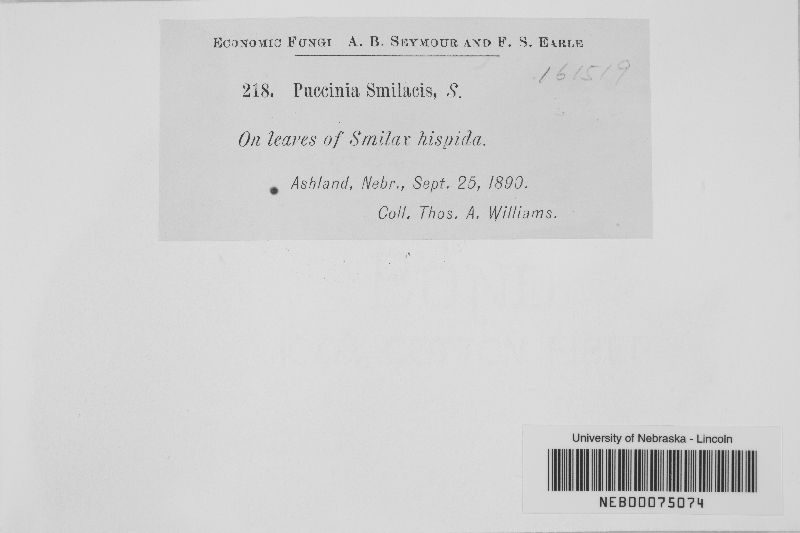 Economic Fungi A. B. Seymour and F. S. Earle
161519
218. Puccinia Smilacis, S.
On leaves of Smilax hispida.
Ashland, Nebr., Sept. 25, 1890.
Coll. Thos. A. Williams.
University of Nebraska - Lincoln
NEB00075074